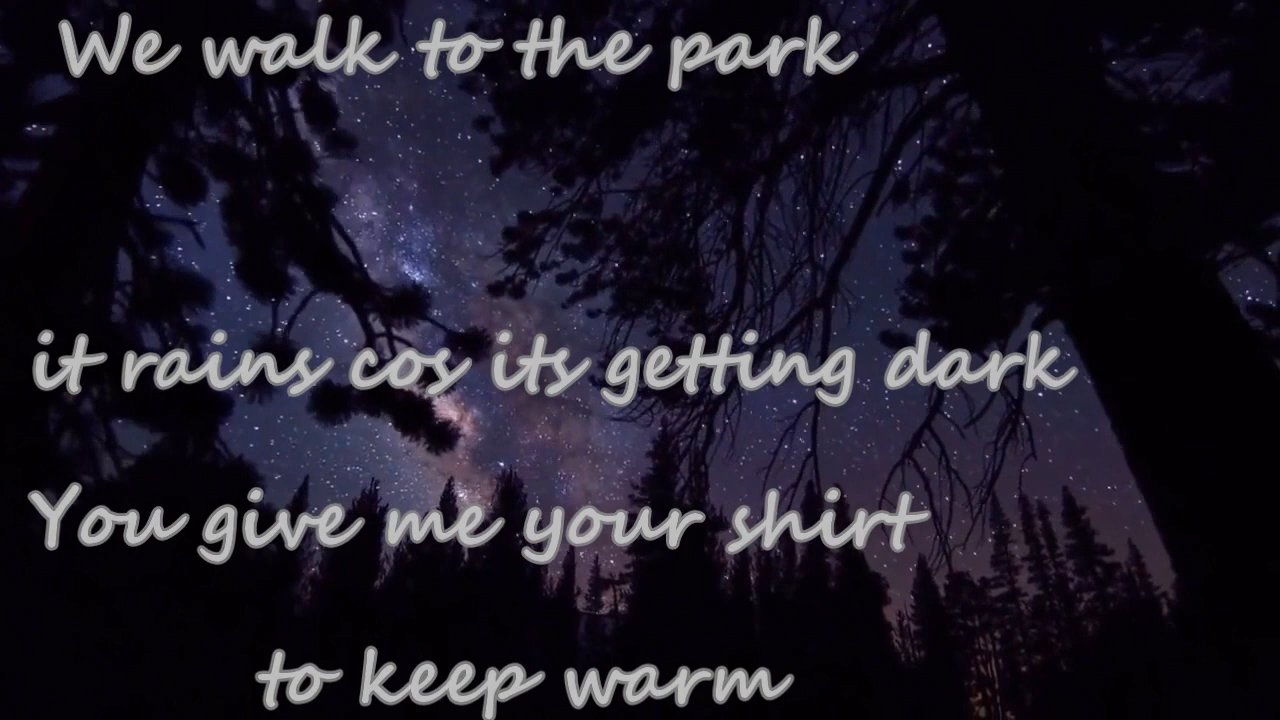 We walk to the park
it rains cos its getting dark
You give me your shirt
to keep warm